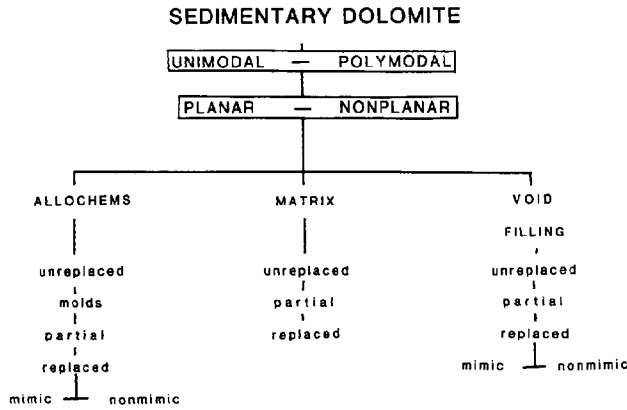 SEDIMENTARY DOLOMITE
UNIMODAL — POLYMODAL
PLANAR — NONPLANAR
ALLOCHEMS
unreplaced
molds
partial
replaced
mimic nonmimic
MATRIX
unreplaced
partial
replaced
VOID
FILLING
unreplaced
partial
replaced
mimic nonmimic